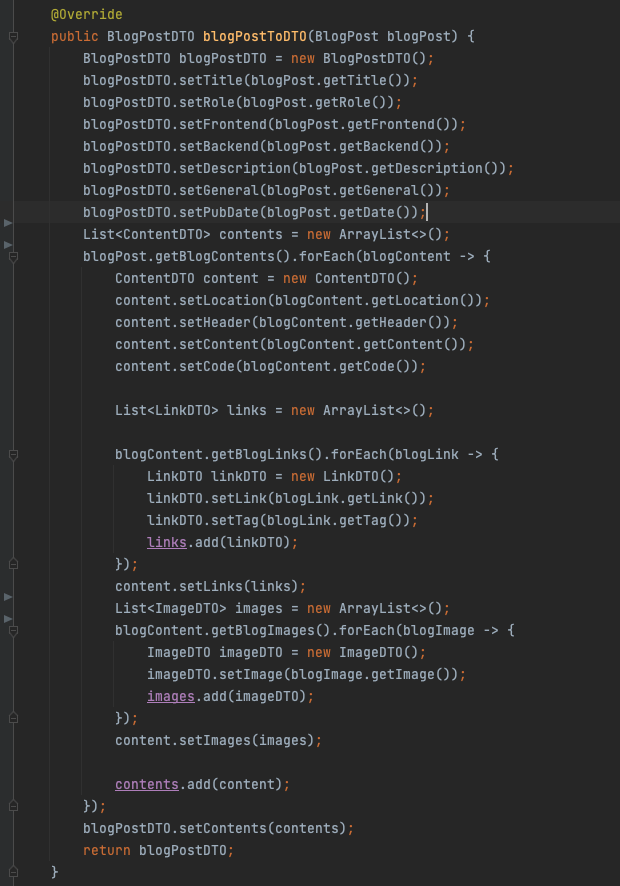 @Override
public BlogPostDTO blogPostToDTO(BlogPost blogPost) {
    BlogPostDTO blogPostDTO = new BlogPostDTO();
    blogPostDTO.setTitle(blogPost.getTitle());
    blogPostDTO.setRole(blogPost.getRole());
    blogPostDTO.setFrontend(blogPost.getFrontend());
    blogPostDTO.setBackend(blogPost.getBackend());
    blogPostDTO.setDescription(blogPost.getDescription());
    blogPostDTO.setGeneral(blogPost.getGeneral());
    blogPostDTO.setPubDate(blogPost.getDate());
    List<ContentDTO> contents = new ArrayList<>();
    blogPost.getBlogContents().forEach(blogContent -> {
        ContentDTO content = new ContentDTO();
        content.setLocation(blogContent.getLocation());
        content.setHeader(blogContent.getHeader());
        content.setContent(blogContent.getContent());
        content.setCode(blogContent.getCode());

        List<LinkDTO> links = new ArrayList<>();

        blogContent.getBlogLinks().forEach(blogLink -> {
            LinkDTO linkDTO = new LinkDTO();
            linkDTO.setLink(blogLink.getLink());
            linkDTO.setTag(blogLink.getTag());
            links.add(linkDTO);
        });
        content.setLinks(links);
        List<ImageDTO> images = new ArrayList<>();
        blogContent.getBlogImages().forEach(blogImage -> {
            ImageDTO imageDTO = new ImageDTO();
            imageDTO.setImage(blogImage.getImage());
            images.add(imageDTO);
        });
        content.setImages(images);

        contents.add(content);
    });
    blogPostDTO.setContents(contents);
    return blogPostDTO;
}